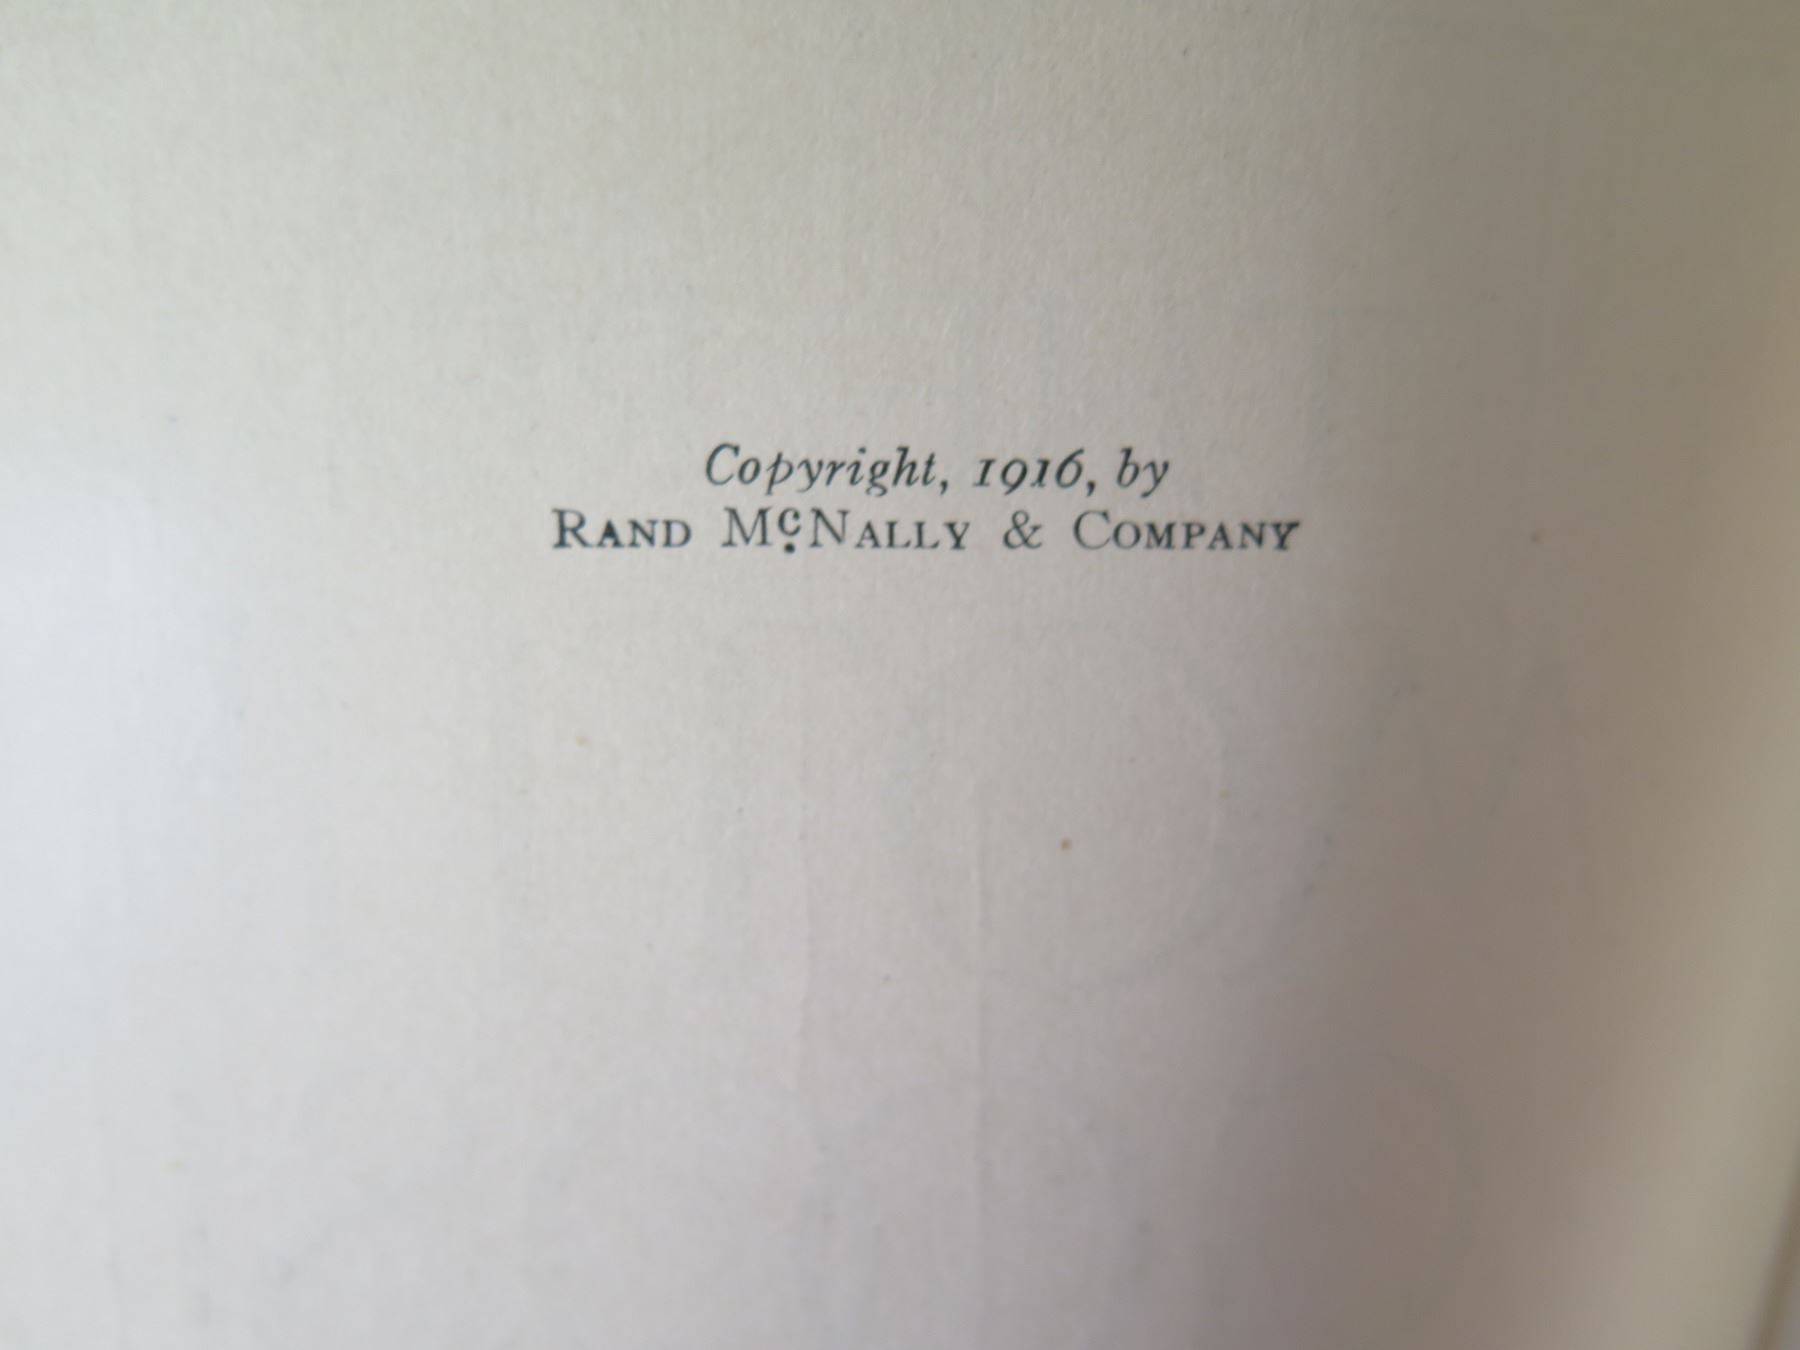 Copyright, 1916, by
RAND McNALLY & COMPANY